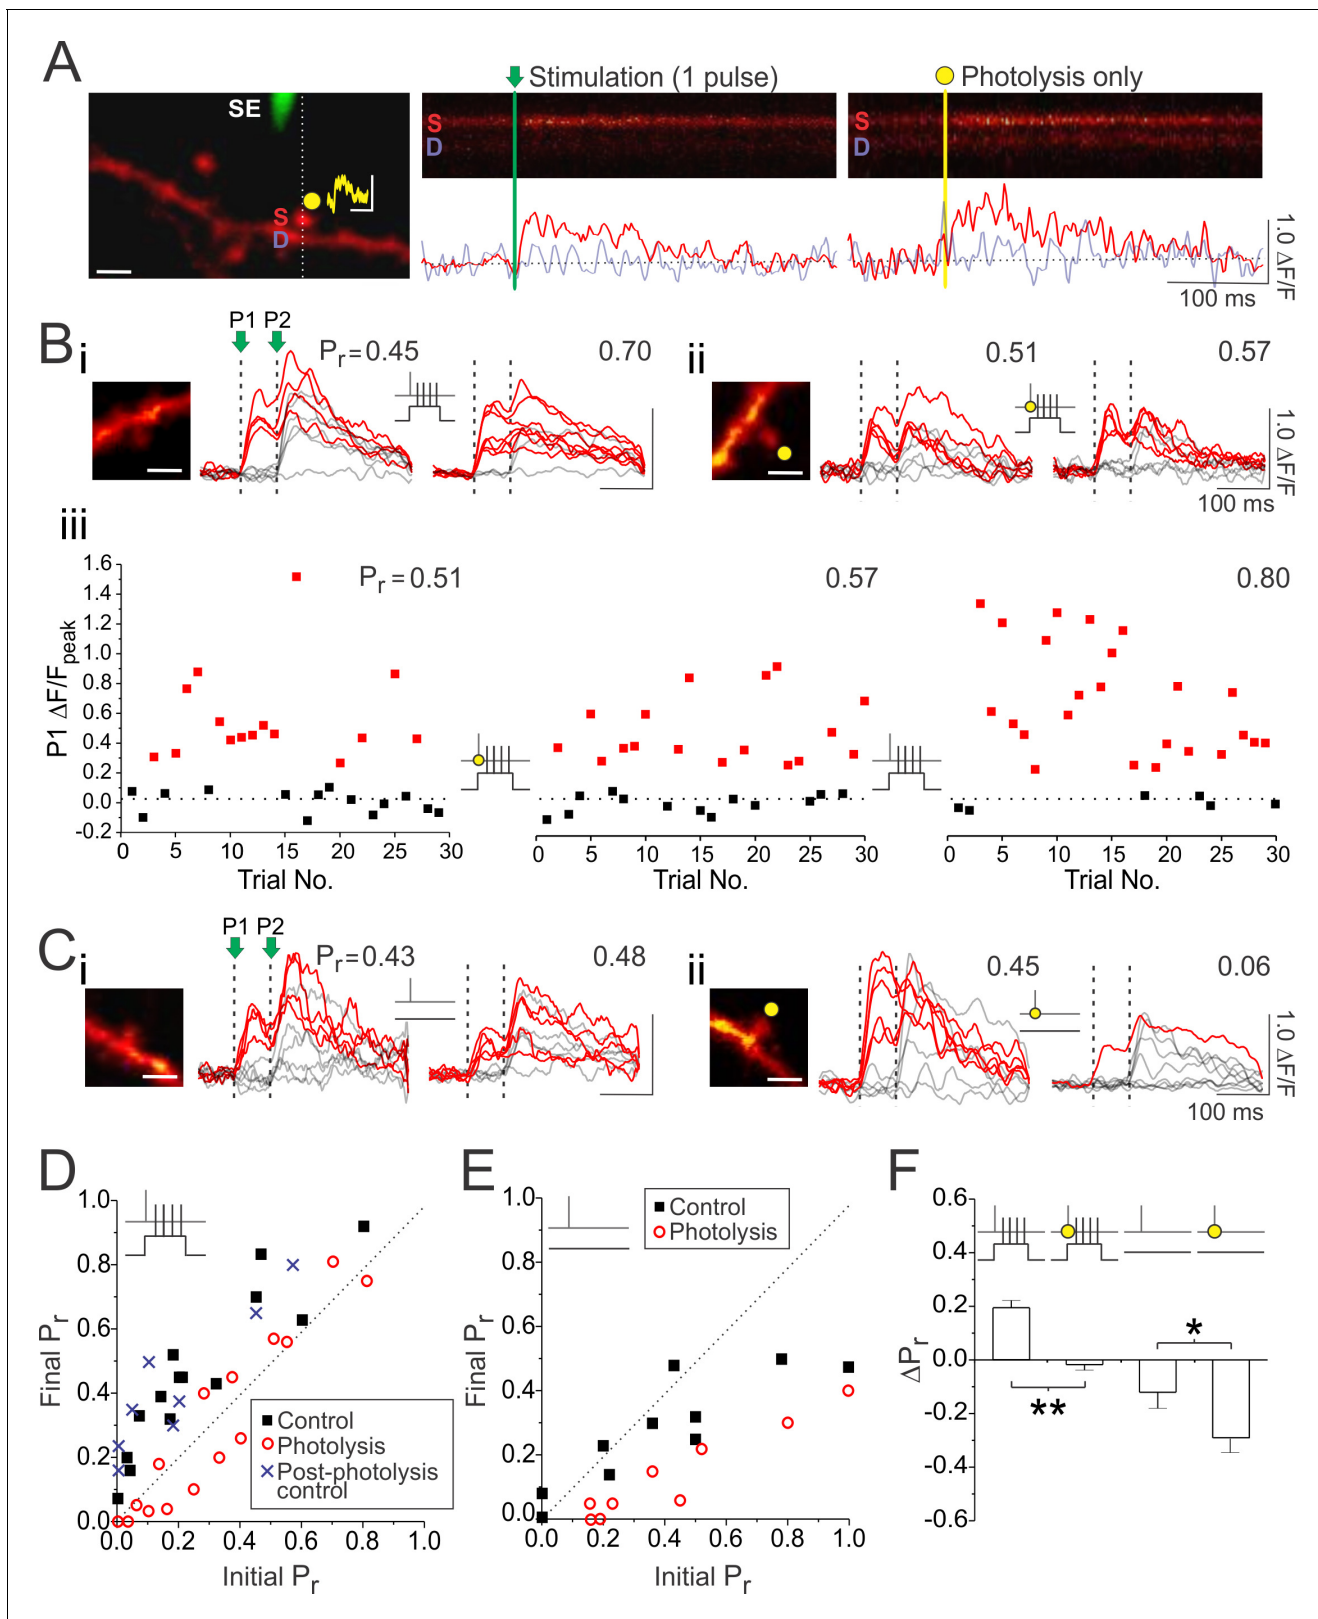 A
SE
S
D
Stimulation (1 pulse)
Photolysis only
S
D
S
D
1.0 ΔF/F
100 ms
B
i
P1 P2
Pr = 0.45
0.70
ii
0.51
0.57
1.0 ΔF/F
100 ms
iii
P1 ΔF/Fpeak
1.6
1.4
1.2
1.0
0.8
0.6
0.4
0.2
0.0
-0.2
Pr = 0.51
0.57
0.80
0 5 10 15 20 25 30
0 5 10 15 20 25 30
0 5 10 15 20 25 30
Trial No.
Trial No.
Trial No.
C
i
P1 P2
Pr = 0.43
0.48
ii
0.45
0.06
1.0 ΔF/F
100 ms
D
Final Pr
1.0
0.8
0.6
0.4
0.2
0.0
Control
Photolysis
Post-photolysis
control
0.0 0.2 0.4 0.6 0.8 1.0
Initial Pr
E
Final Pr
1.0
0.8
0.6
0.4
0.2
0.0
Control
Photolysis
0.0 0.2 0.4 0.6 0.8 1.0
Initial Pr
F
ΔPr
0.6
0.4
0.2
0.0
-0.2
-0.4
-0.6
**
*